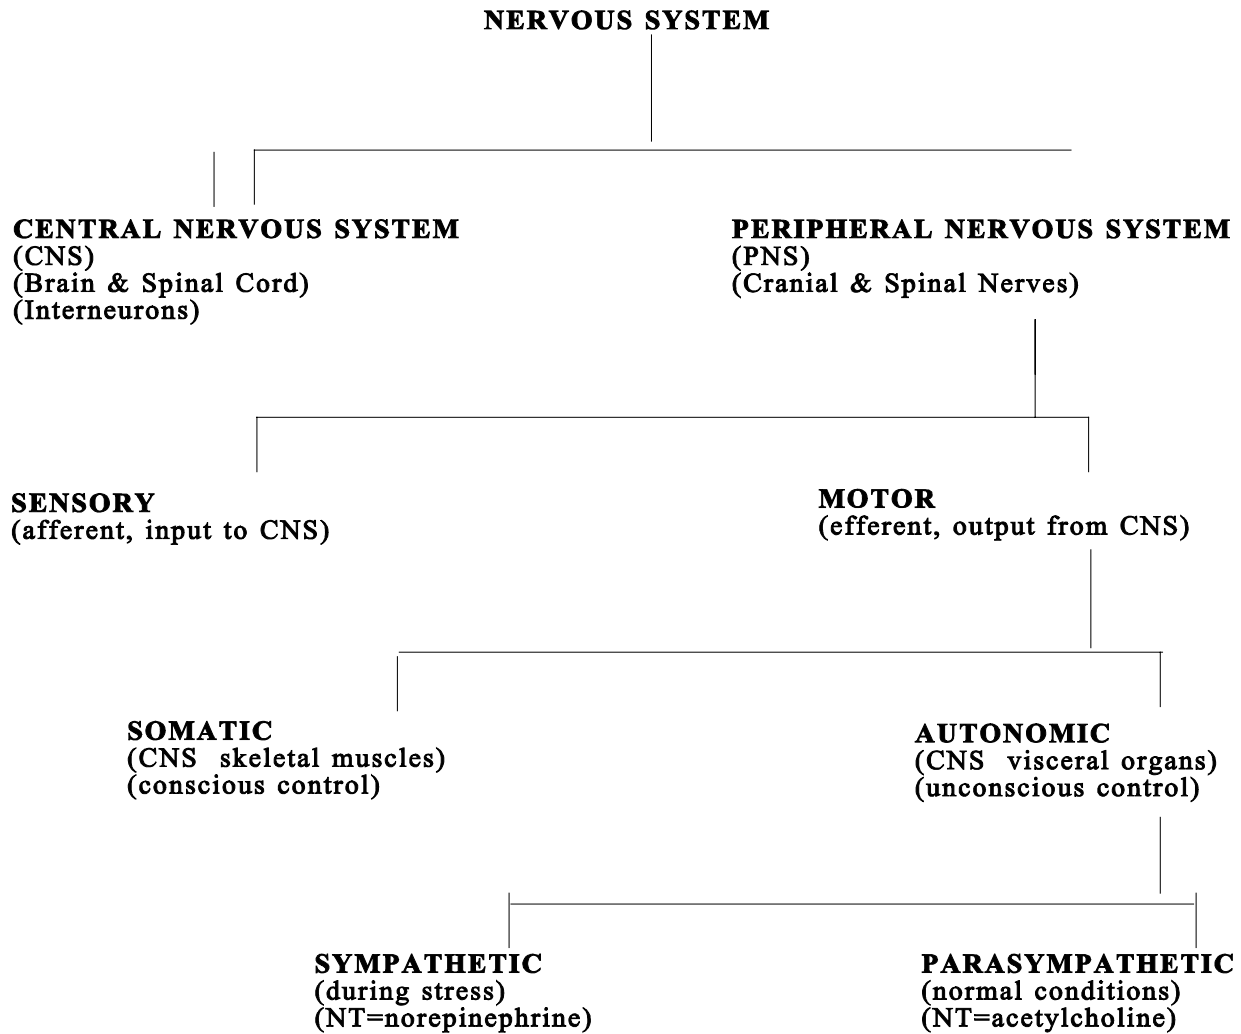 NERVOUS SYSTEM
CENTRAL NERVOUS SYSTEM
(CNS)
(Brain & Spinal Cord)
(Interneurons)
PERIPHERAL NERVOUS SYSTEM
(PNS)
(Cranial & Spinal Nerves)
SENSORY
(afferent, input to CNS)
MOTOR
(efferent, output from CNS)
SOMATIC
(CNS  skeletal muscles)
(conscious control)
AUTONOMIC
(CNS  visceral organs)
(unconscious control)
SYMPATHETIC
(during stress)
(NT=norepinephrine)
PARASYMPATHETIC
(normal conditions)
(NT=acetylcholine)